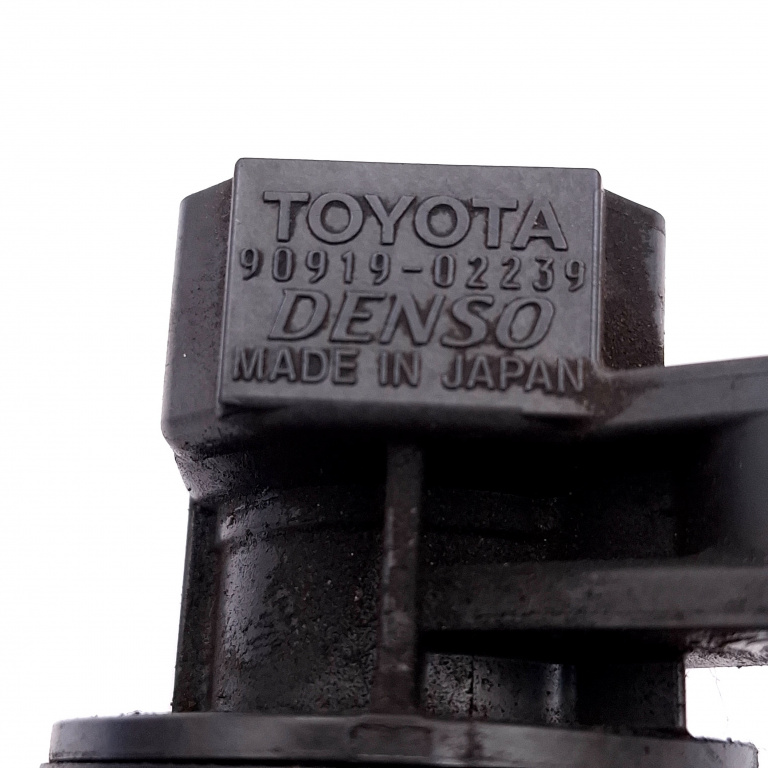 TOYOTA
90919-02239
DENSO
MADE IN JAPAN